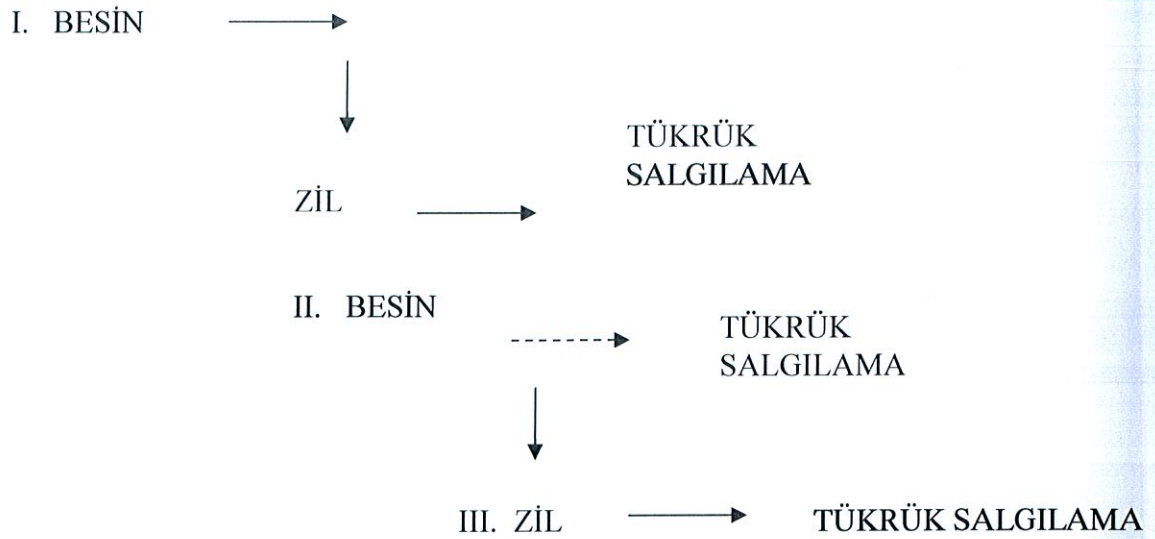 I. BESİN
TÜKRÜK
SALGILAMA
ZİL
II. BESİN
TÜKRÜK
SALGILAMA
III. ZİL
TÜKRÜK SALGILAMA